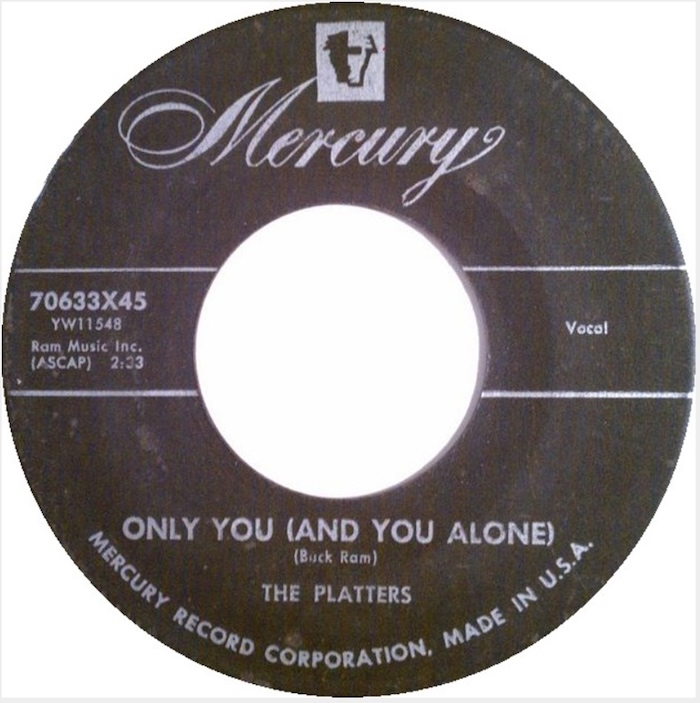 Mercury
70633X45
YW11548
Ram Music Inc.
(ASCAP) 2:33
Vocal
ONLY YOU (AND YOU ALONE)
(Buck Ram)
THE PLATTERS
MERCURY RECORD CORPORATION, MADE IN U.S.A.